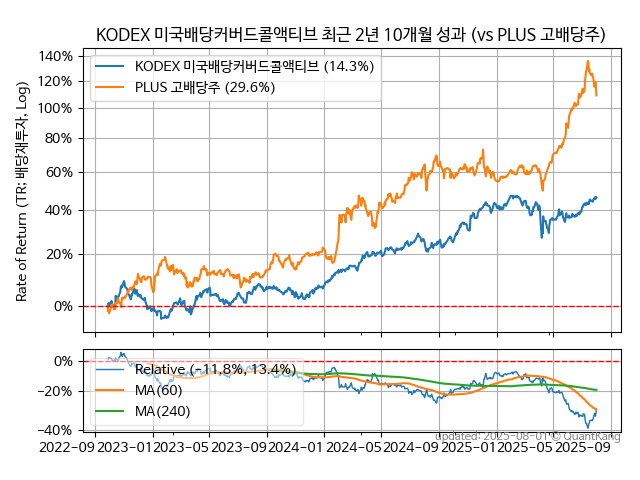 KODEX 미국배당커버드콜액티브 최근 2년 10개월 성과 (vs PLUS 고배당주)
140%
120%
100%
80%
60%
40%
20%
0%
Rate of Return (TR: 배당재투자, Log)
KODEX 미국배당커버드콜액티브 (14.3%)
PLUS 고배당주 (29.6%)
0%
−20%
−40%
Relative (−11.8%, 13.4%)
MA(60)
MA(240)
2022-09 2023-01 2023-05 2023-09 2024-01 2024-05 2024-09 2025-01 2025-05 2025-09
Updated: 2025-08-01 © QuantKang